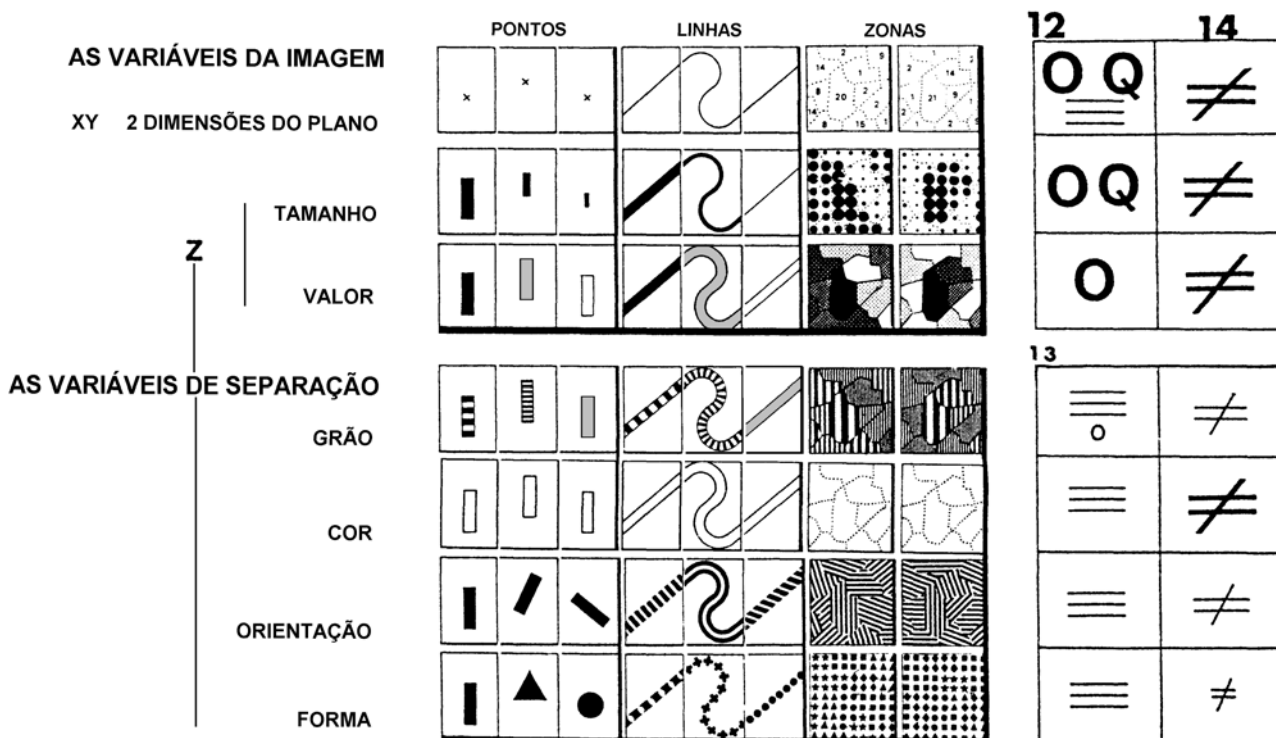 PONTOS LINHAS ZONAS 12 14
AS VARIÁVEIS DA IMAGEM
XY 2 DIMENSÕES DO PLANO
O Q
TAMANHO
O Q
Z
VALOR
O
AS VARIÁVEIS DE SEPARAÇÃO
13
GRÃO
O
COR
ORIENTAÇÃO
FORMA